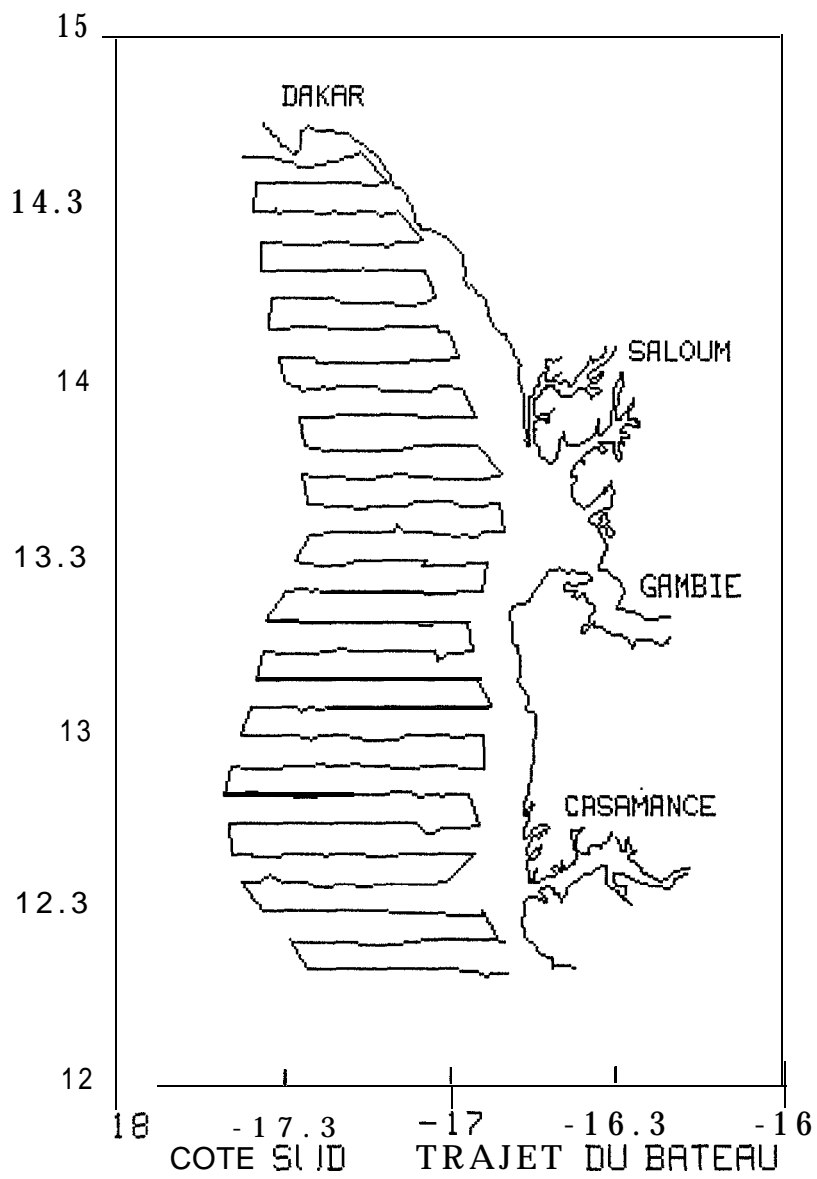 15
DAKAR
14.3
SALOUM
14
13.3
GAMBIE
13
CASAMANCE
12.3
12
18 -17.3 -17 -16.3 -16
COTE SUD TRAJET DU BATEAU